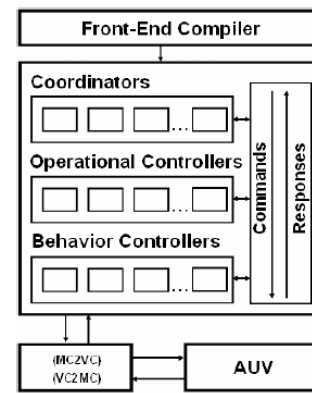 Front-End Compiler
Coordinators
...
Operational Controllers
...
Behavior Controllers
...
Commands
Responses
(MC2VC)
(VC2MC)
AUV